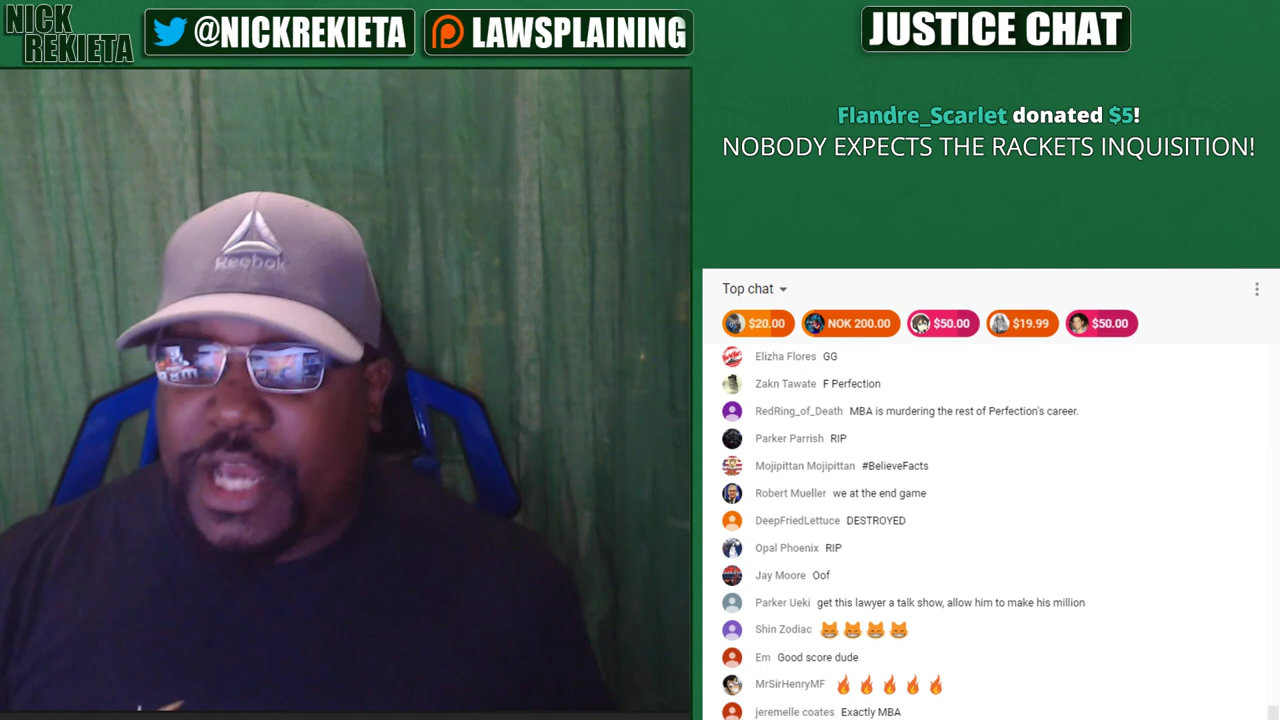 NICK
REKIETA
@NICKREKIETA
LAWSPLAINING
JUSTICE CHAT
Flandre_Scarlet donated $5!
NOBODY EXPECTS THE RACKETS INQUISITION!
Reebok
Top chat
$20.00 NOK 200.00 $50.00 $19.99 $50.00
Elizha Flores GG
Zakn Tawate F Perfection
RedRing_of_Death MBA is murdering the rest of Perfection's career.
Parker Parrish RIP
Mojipittan Mojipittan #BelieveFacts
Robert Mueller we at the end game
DeepFriedLettuce DESTROYED
Opal Phoenix RIP
Jay Moore Oof
Parker Ueki get this lawyer a talk show, allow him to make his million
Shin Zodiac 😸 😸 😸 😸
Em Good score dude
MrSirHenryMF 🔥 🔥 🔥 🔥 🔥
jeremelle coates Exactly MBA